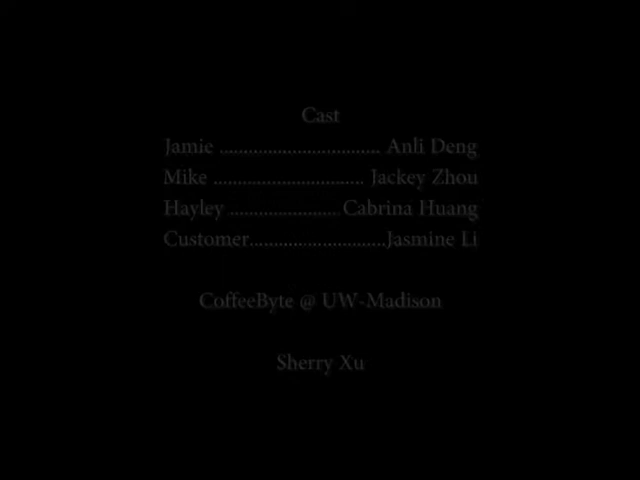 Cast
Jamie ................................. Anli Deng
Mike ............................... Jackey Zhou
Hayley ....................... Cabrina Huang
Customer............................Jasmine Li
CoffeeByte @ UW-Madison
Sherry Xu